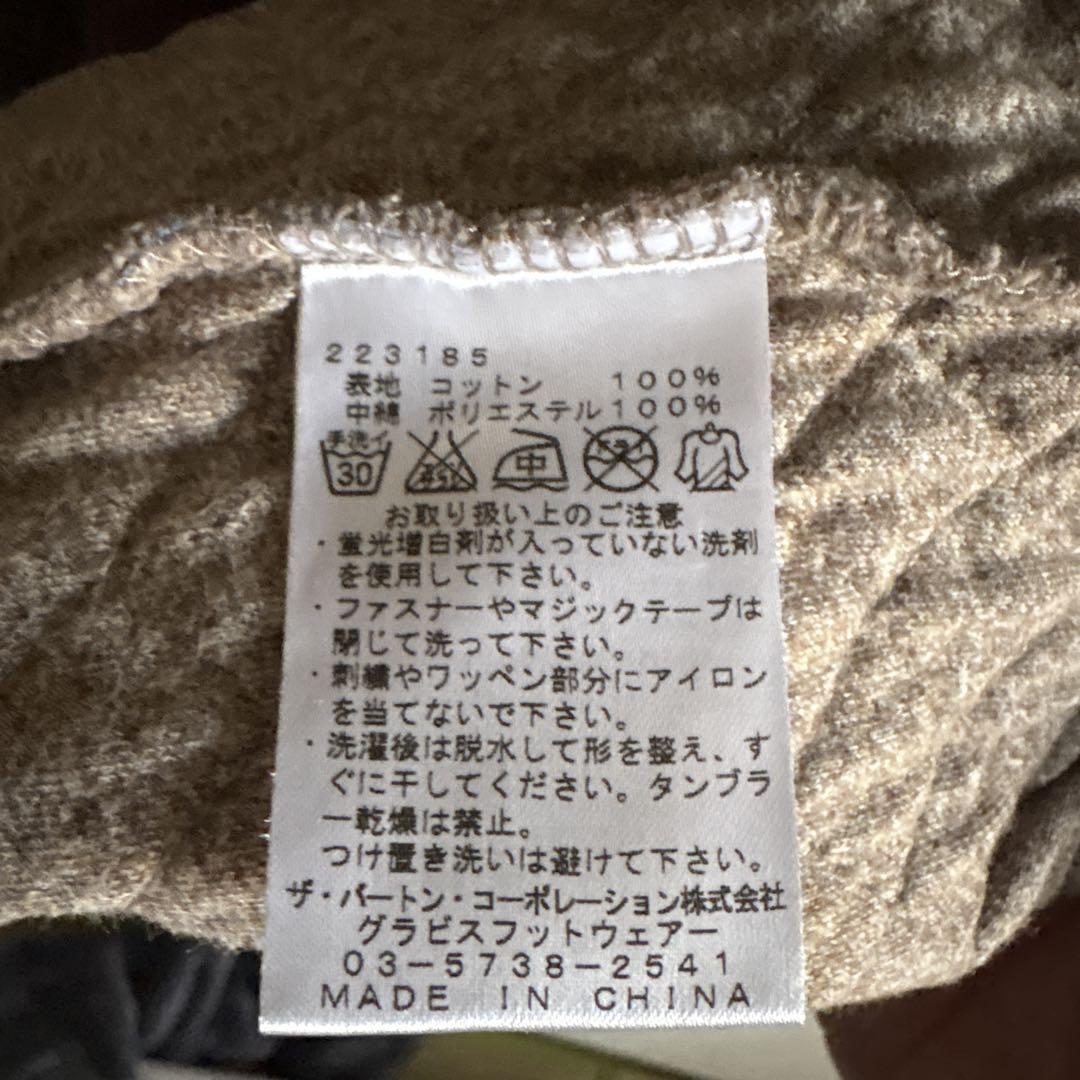 223185
表地 コットン 100%
中綿 ポリエステル100%
手洗イ 30 エンソサラシ 中 ドライ
お取り扱い上のご注意
・蛍光増白剤が入っていない洗剤
を使用して下さい。
・ファスナーやマジックテープは
閉じて洗って下さい。
・刺繍やワッペン部分にアイロン
を当てないで下さい。
・洗濯後は脱水して形を整え、す
ぐに干してください。タンブラ
ー乾燥は禁止。
つけ置き洗いは避けて下さい。
ザ・バートン・コーポレーション株式会社
グラビスフットウェアー
03-5738-2541
MADE IN CHINA